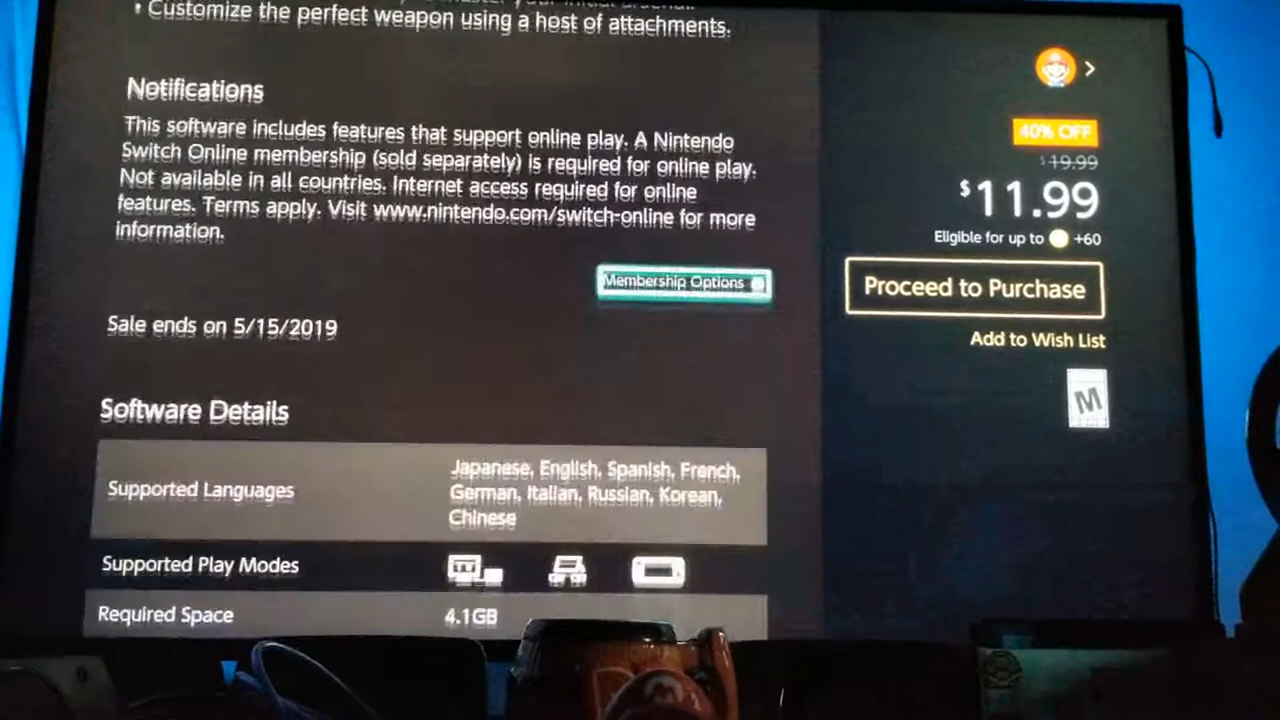 • Customize the perfect weapon using a host of attachments.
Notifications
This software includes features that support online play. A Nintendo
Switch Online membership (sold separately) is required for online play.
Not available in all countries. Internet access required for online
features. Terms apply. Visit www.nintendo.com/switch-online for more
information.
Membership Options
Sale ends on 5/15/2019
Software Details
Supported Languages
Japanese, English, Spanish, French,
German, Italian, Russian, Korean,
Chinese
Supported Play Modes
Required Space
4.1GB
40% OFF
$19.99
$11.99
Eligible for up to +60
Proceed to Purchase
Add to Wish List
M